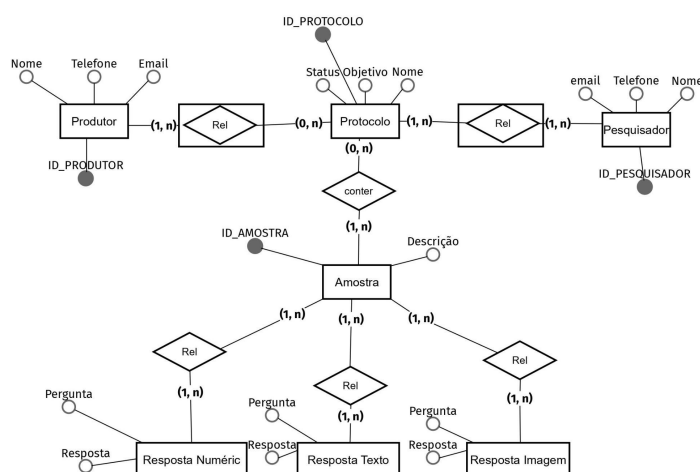 ID_PROTOCOLO
Nome
Telefone
Email
Status
Objetivo
Nome
email
Telefone
Nome
Produtor
(1, n)
Rel
(0, n)
Protocolo
(1, n)
Rel
(1, n)
Pesquisador
(0, n)
ID_PRODUTOR
ID_PESQUISADOR
conter
(1, n)
ID_AMOSTRA
Descrição
Amostra
(1, n)
(1, n)
(1, n)
Rel
Rel
Rel
(1, n)
(1, n)
(1, n)
Pergunta
Pergunta
Pergunta
Resposta
Resposta
Resposta
Resposta Numéric
Resposta Texto
Resposta Imagem